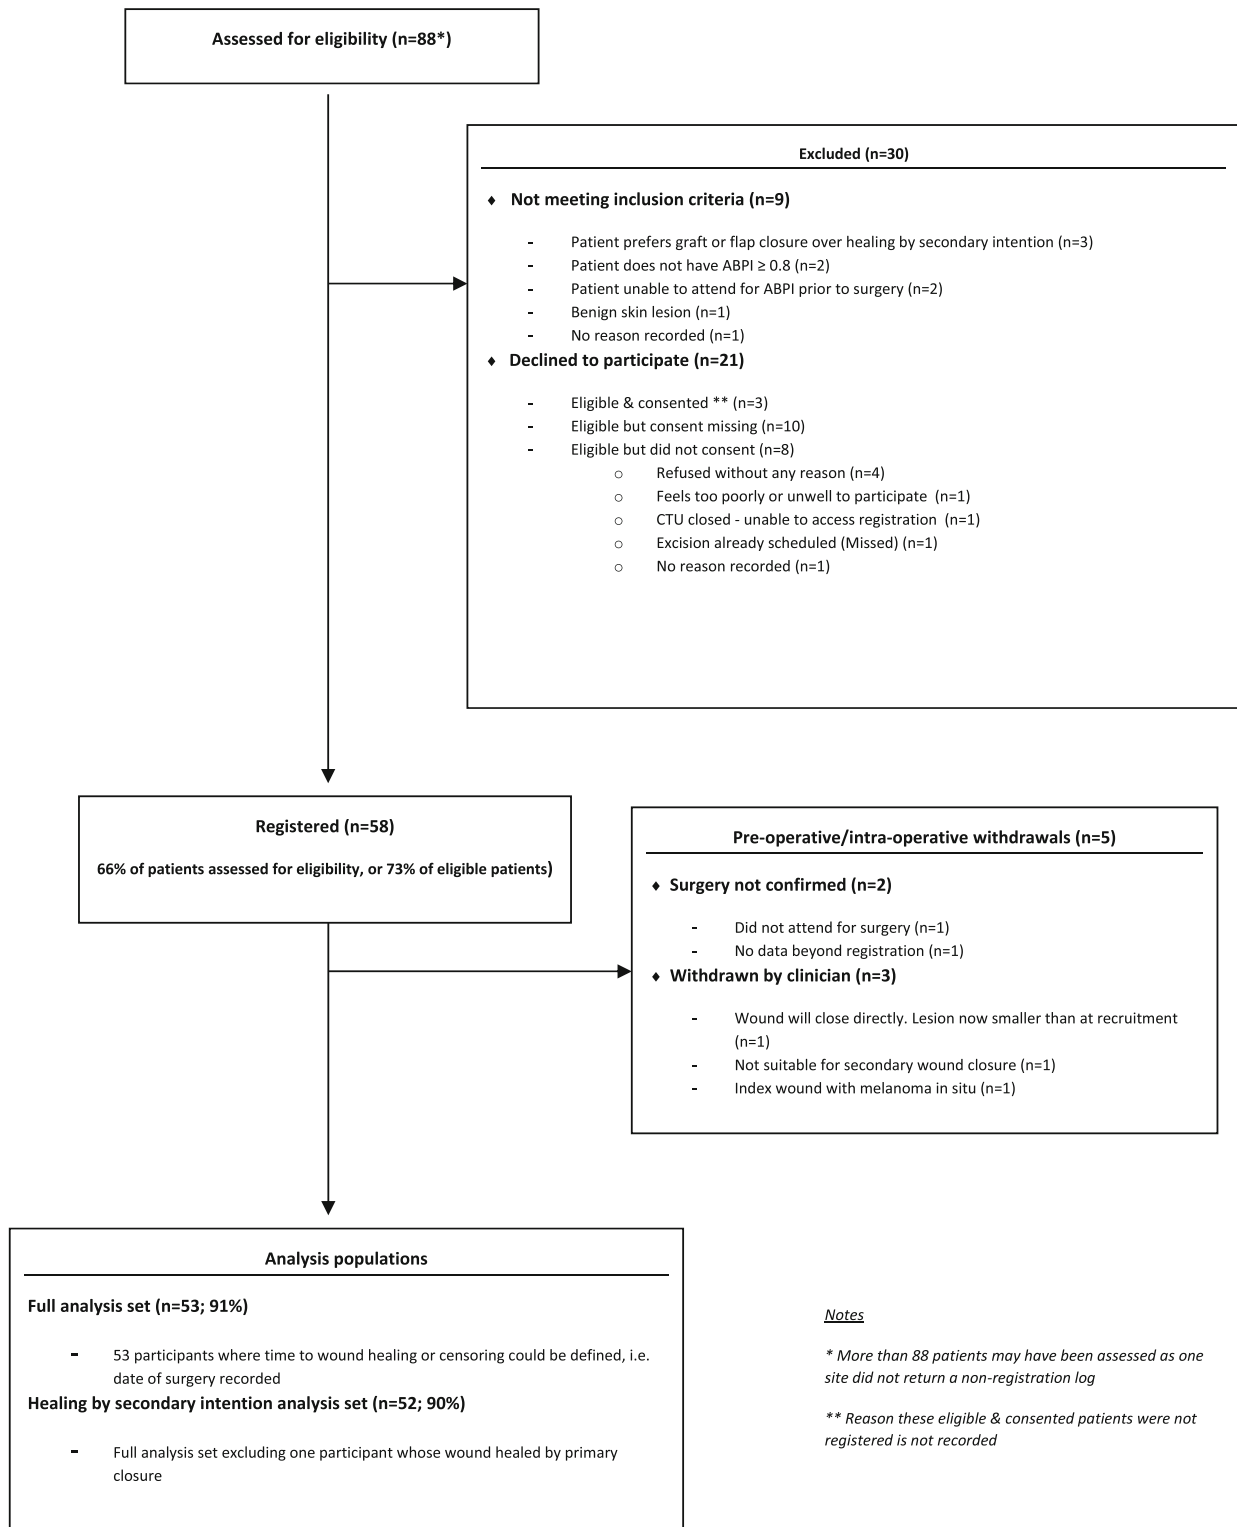 Assessed for eligibility (n=88*)
Excluded (n=30)
♦ Not meeting inclusion criteria (n=9)
- Patient prefers graft or flap closure over healing by secondary intention (n=3)
- Patient does not have ABPI ≥ 0.8 (n=2)
- Patient unable to attend for ABPI prior to surgery (n=2)
- Benign skin lesion (n=1)
- No reason recorded (n=1)
♦ Declined to participate (n=21)
- Eligible & consented ** (n=3)
- Eligible but consent missing (n=10)
- Eligible but did not consent (n=8)
○ Refused without any reason (n=4)
○ Feels too poorly or unwell to participate (n=1)
○ CTU closed - unable to access registration (n=1)
○ Excision already scheduled (Missed) (n=1)
○ No reason recorded (n=1)
Registered (n=58)
66% of patients assessed for eligibility, or 73% of eligible patients)
Pre-operative/intra-operative withdrawals (n=5)
♦ Surgery not confirmed (n=2)
- Did not attend for surgery (n=1)
- No data beyond registration (n=1)
♦ Withdrawn by clinician (n=3)
- Wound will close directly. Lesion now smaller than at recruitment
(n=1)
- Not suitable for secondary wound closure (n=1)
- Index wound with melanoma in situ (n=1)
Analysis populations
Full analysis set (n=53; 91%)
- 53 participants where time to wound healing or censoring could be defined, i.e.
date of surgery recorded
Healing by secondary intention analysis set (n=52; 90%)
- Full analysis set excluding one participant whose wound healed by primary
closure
Notes
* More than 88 patients may have been assessed as one
site did not return a non-registration log
** Reason these eligible & consented patients were not
registered is not recorded